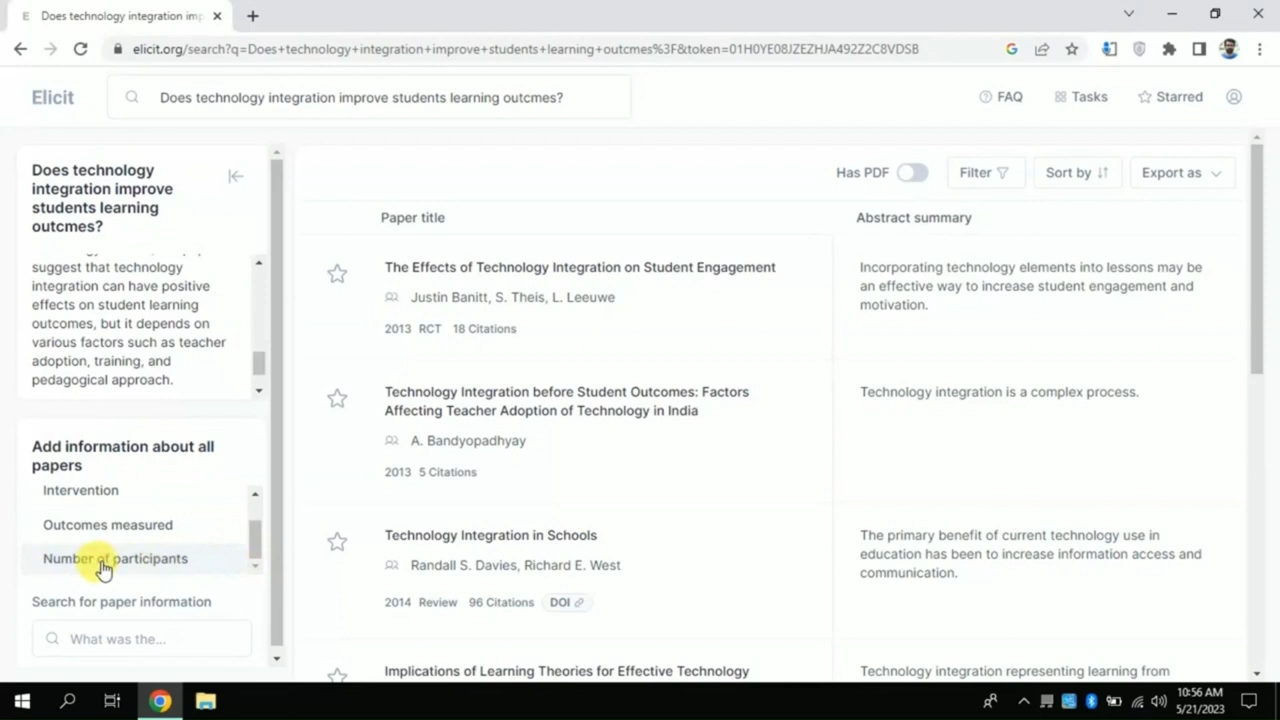 E Does technology integration imp
elicit.org/search?q=Does+technology+integration+improve+students+learning+outcmes%3F&token=01H0YE08JZEZHJA492Z2C8VDSB
Elicit
Does technology integration improve students learning outcmes?
FAQ
Tasks
Starred
Does technology
integration improve
students learning
outcmes?
suggest that technology
integration can have positive
effects on student learning
outcomes, but it depends on
various factors such as teacher
adoption, training, and
pedagogical approach.
Add information about all
papers
Intervention
Outcomes measured
Number of participants
Search for paper information
What was the...
Has PDF
Filter
Sort by
Export as
Paper title
Abstract summary
The Effects of Technology Integration on Student Engagement
Justin Banitt, S. Theis, L. Leeuwe
2013 RCT 18 Citations
Incorporating technology elements into lessons may be
an effective way to increase student engagement and
motivation.
Technology Integration before Student Outcomes: Factors
Affecting Teacher Adoption of Technology in India
A. Bandyopadhyay
2013 5 Citations
Technology integration is a complex process.
Technology Integration in Schools
Randall S. Davies, Richard E. West
2014 Review 96 Citations DOI
The primary benefit of current technology use in
education has been to increase information access and
communication.
Implications of Learning Theories for Effective Technology
Technology integration representing learning from
10:56 AM
5/21/2023